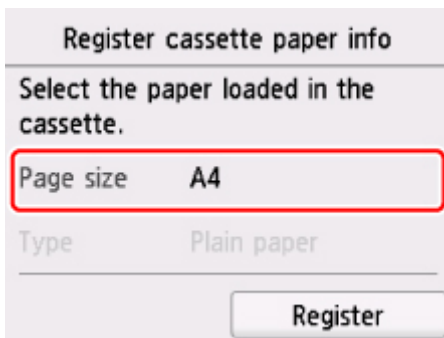 Register cassette paper info
Select the paper loaded in the
cassette.
Page size A4
Type Plain paper
Register